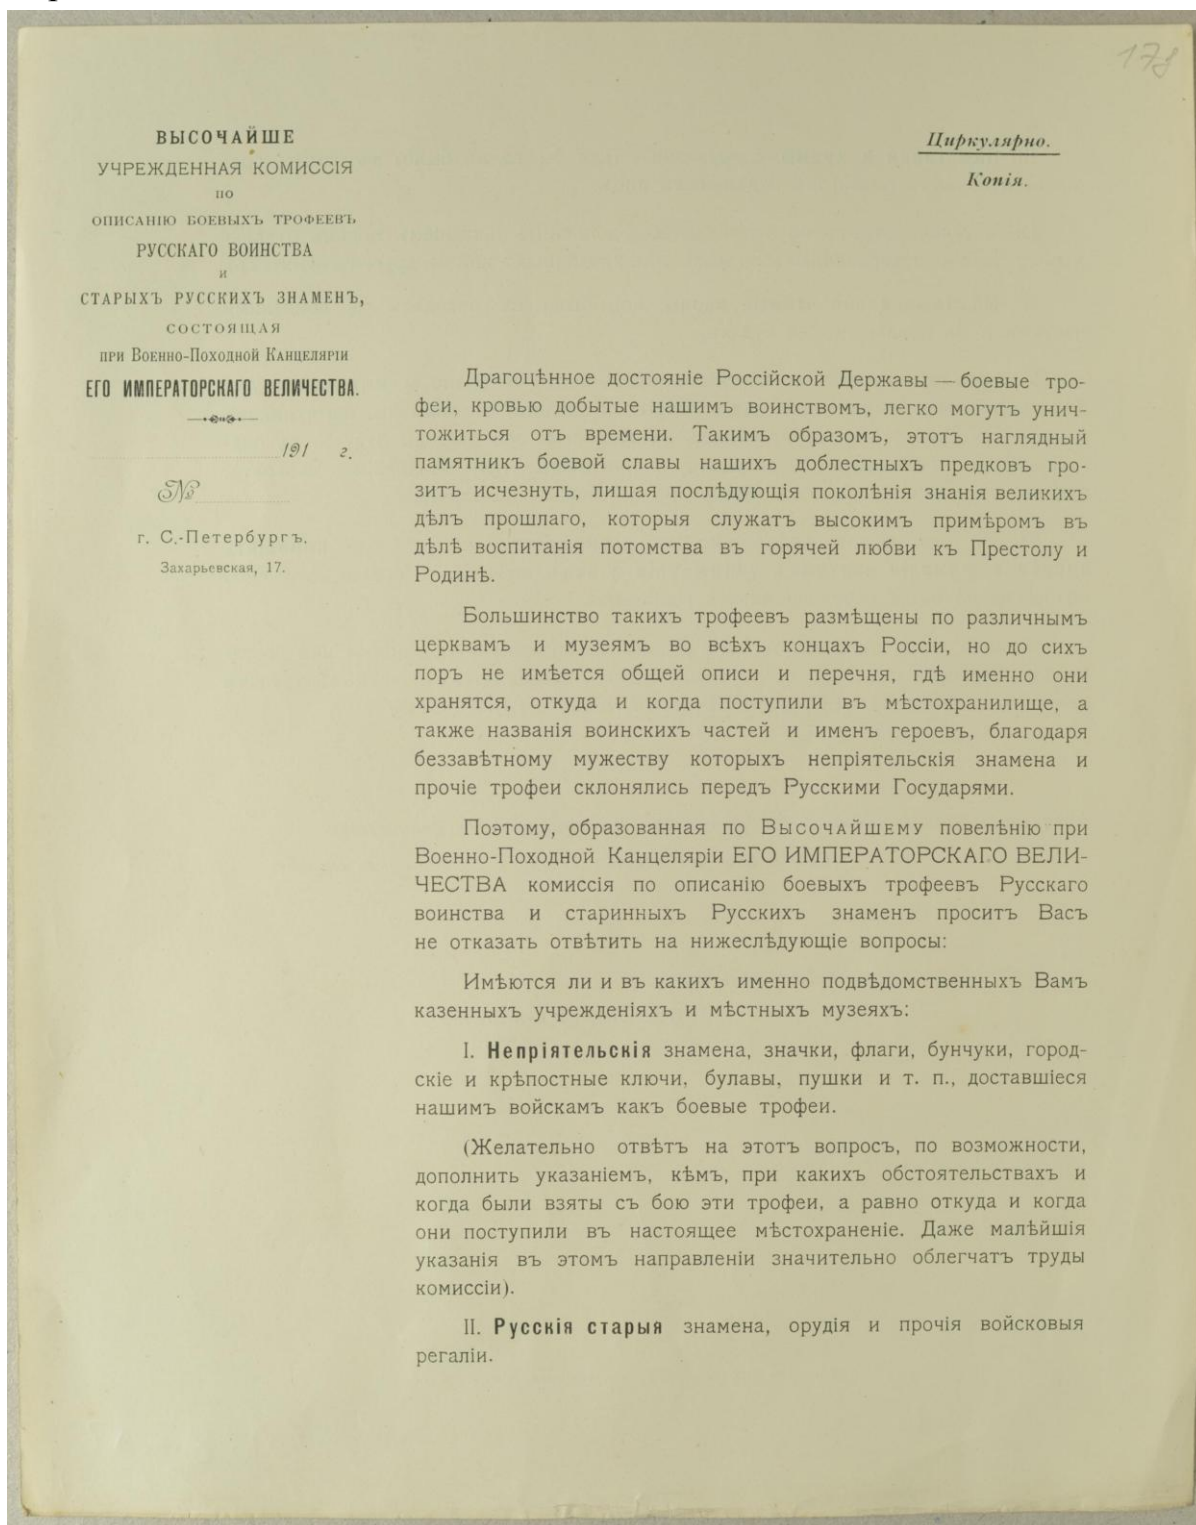 178
ВЫСОЧАЙШЕ
УЧРЕЖДЕННАЯ КОМИССІЯ
ПО
ОПИСАНІЮ БОЕВЫХЪ ТРОФЕЕВЪ
РУССКАГО ВОИНСТВА
И
СТАРЫХЪ РУССКИХЪ ЗНАМЕНЪ,
СОСТОЯЩАЯ
ПРИ ВОЕННО-ПОХОДНОЙ КАНЦЕЛЯРІИ
ЕГО ИМПЕРАТОРСКАГО ВЕЛИЧЕСТВА.
191 г.
№
г. С.-Петербургъ.
Захарьевская, 17.
Циркулярно.
Копія.
Драгоцѣнное достояніе Россійской Державы — боевые тро-
феи, кровью добытые нашимъ воинствомъ, легко могутъ унич-
тожиться отъ времени. Такимъ образомъ, этотъ наглядный
памятникъ боевой славы нашихъ доблестныхъ предковъ гро-
зитъ исчезнуть, лишая послѣдующія поколѣнія знанія великихъ
дѣлъ прошлаго, которыя служатъ высокимъ примѣромъ въ
дѣлѣ воспитанія потомства въ горячей любви къ Престолу и
Родинѣ.
Большинство такихъ трофеевъ размѣщены по различнымъ
церквамъ и музеямъ во всѣхъ концахъ Россіи, но до сихъ
поръ не имѣется общей описи и перечня, гдѣ именно они
хранятся, откуда и когда поступили въ мѣстохранилище, а
также названія воинскихъ частей и именъ героевъ, благодаря
беззавѣтному мужеству которыхъ непріятельскія знамена и
прочіе трофеи склонялись передъ Русскими Государями.
Поэтому, образованная по ВЫСОЧАЙШЕМУ повелѣнію при
Военно-Походной Канцеляріи ЕГО ИМПЕРАТОРСКАГО ВЕЛИ-
ЧЕСТВА комиссія по описанію боевыхъ трофеевъ Русскаго
воинства и старинныхъ Русскихъ знаменъ проситъ Васъ
не отказать отвѣтить на нижеслѣдующіе вопросы:
Имѣются ли и въ какихъ именно подвѣдомственныхъ Вамъ
казенныхъ учрежденіяхъ и мѣстныхъ музеяхъ:
I. Непріятельскія знамена, значки, флаги, бунчуки, город-
скіе и крѣпостные ключи, булавы, пушки и т. п., доставшіеся
нашимъ войскамъ какъ боевые трофеи.
(Желательно отвѣтъ на этотъ вопросъ, по возможности,
дополнить указаніемъ, кѣмъ, при какихъ обстоятельствахъ и
когда были взяты съ бою эти трофеи, а равно откуда и когда
они поступили въ настоящее мѣстохраненіе. Даже малѣйшія
указанія въ этомъ направленіи значительно облегчатъ труды
комиссіи).
II. Русскія старыя знамена, орудія и прочія войсковыя
регаліи.